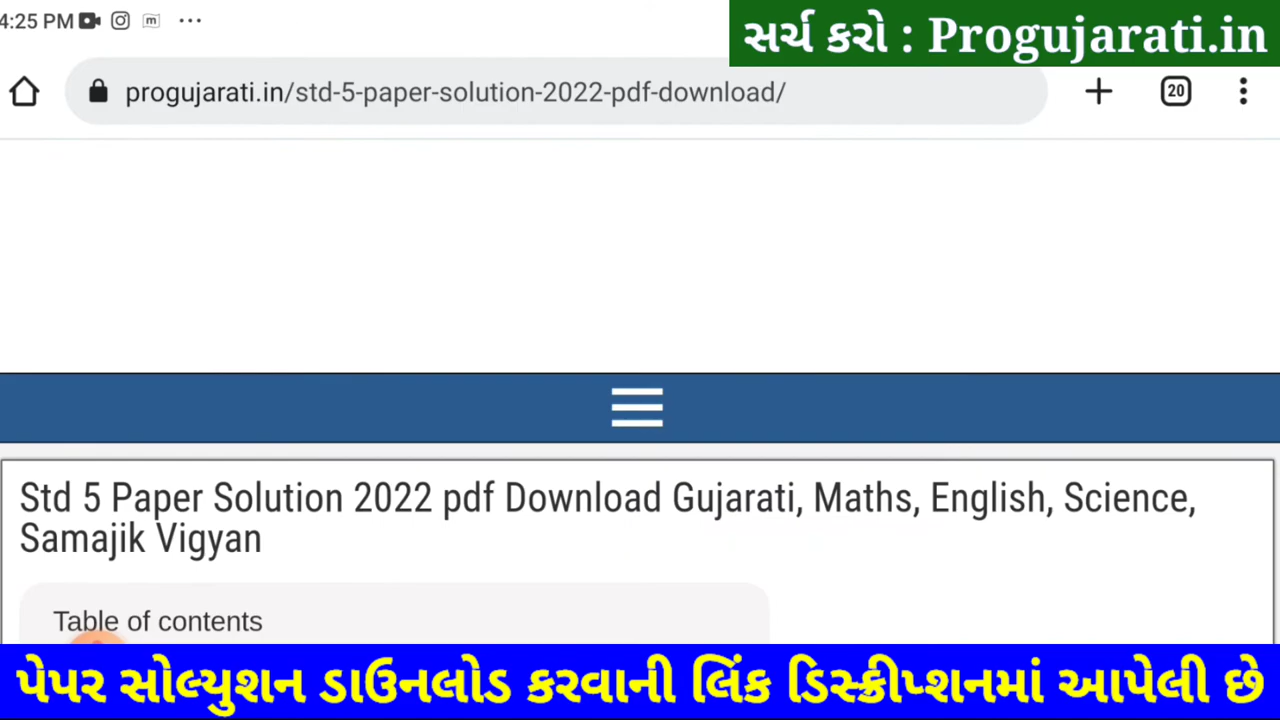 4:25 PM
સર્ચ કરો : Progujarati.in
progujarati.in/std-5-paper-solution-2022-pdf-download/
20
Std 5 Paper Solution 2022 pdf Download Gujarati, Maths, English, Science,
Samajik Vigyan
Table of contents
પેપર સોલ્યુશન ડાઉનલોડ કરવાની લિંક ડિસ્ક્રીપ્શનમાં આપેલી છે